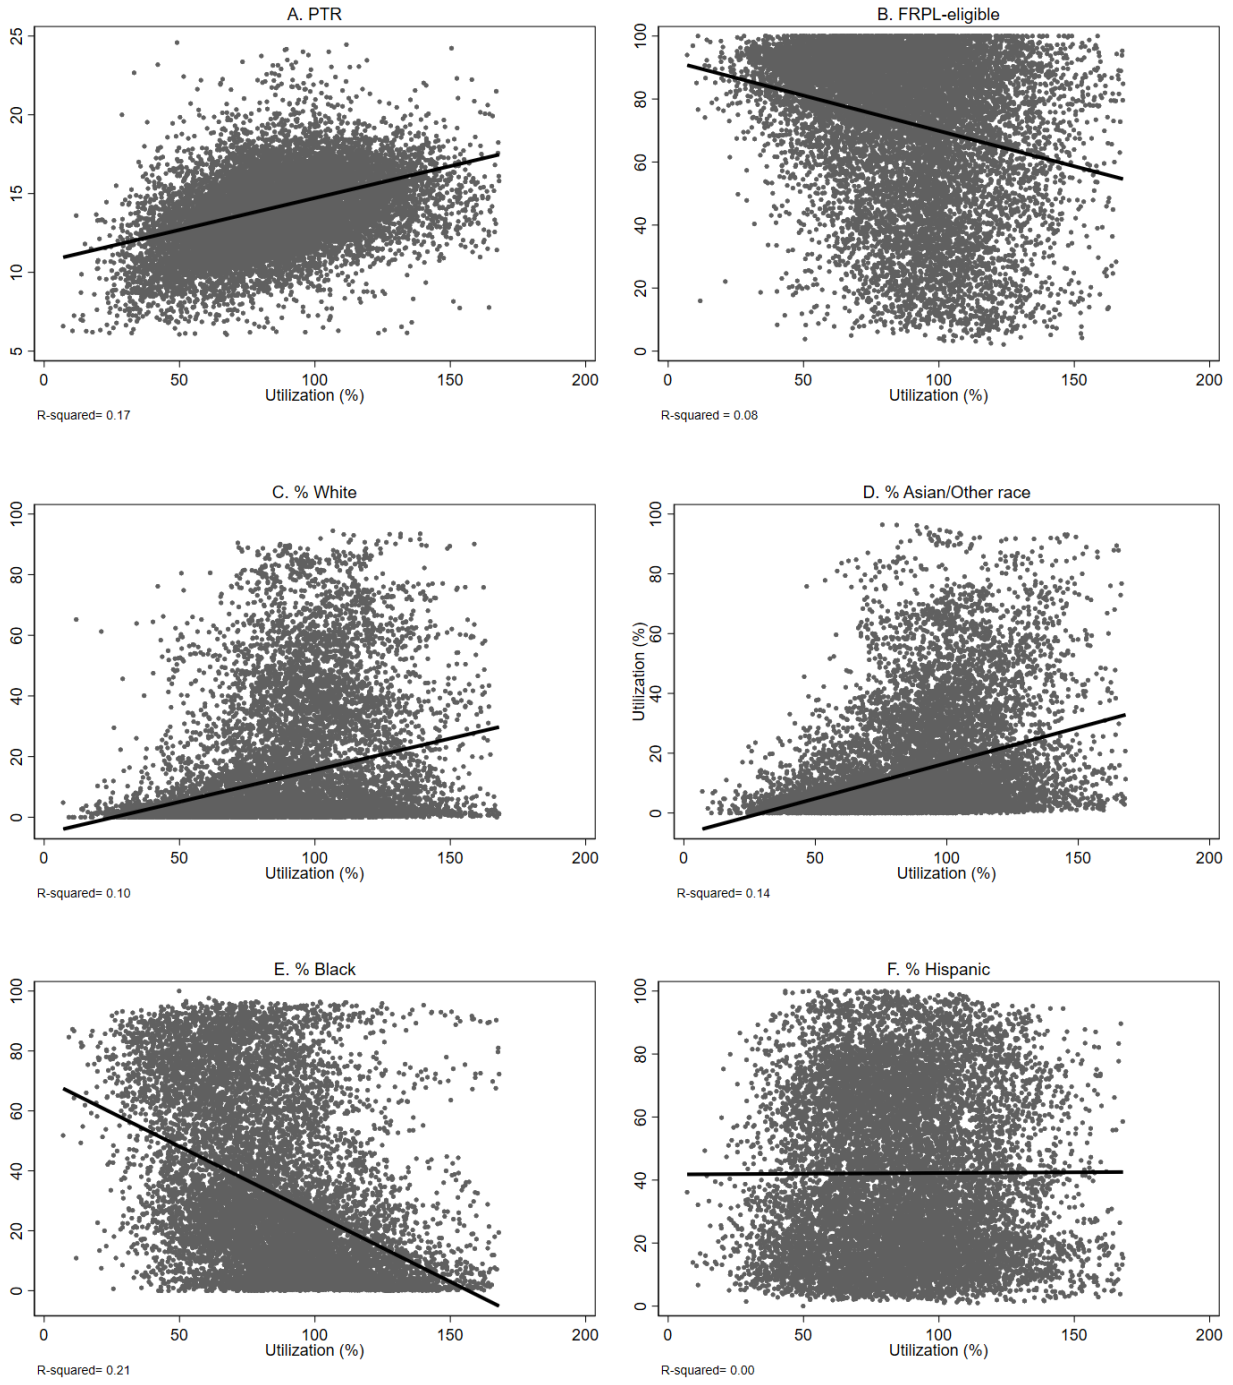 A. PTR
25
20
15
10
5
0 50 100 150 200
Utilization (%)
R-squared= 0.17
B. FRPL-eligible
100
80
60
40
20
0
0 50 100 150 200
Utilization (%)
R-squared = 0.08
C. % White
100
80
60
40
20
0
0 50 100 150 200
Utilization (%)
R-squared= 0.10
D. % Asian/Other race
Utilization (%)
100
80
60
40
20
0
0 50 100 150 200
Utilization (%)
R-squared= 0.14
E. % Black
100
80
60
40
20
0
0 50 100 150 200
Utilization (%)
R-squared= 0.21
F. % Hispanic
100
80
60
40
20
0
0 50 100 150 200
Utilization (%)
R-squared= 0.00